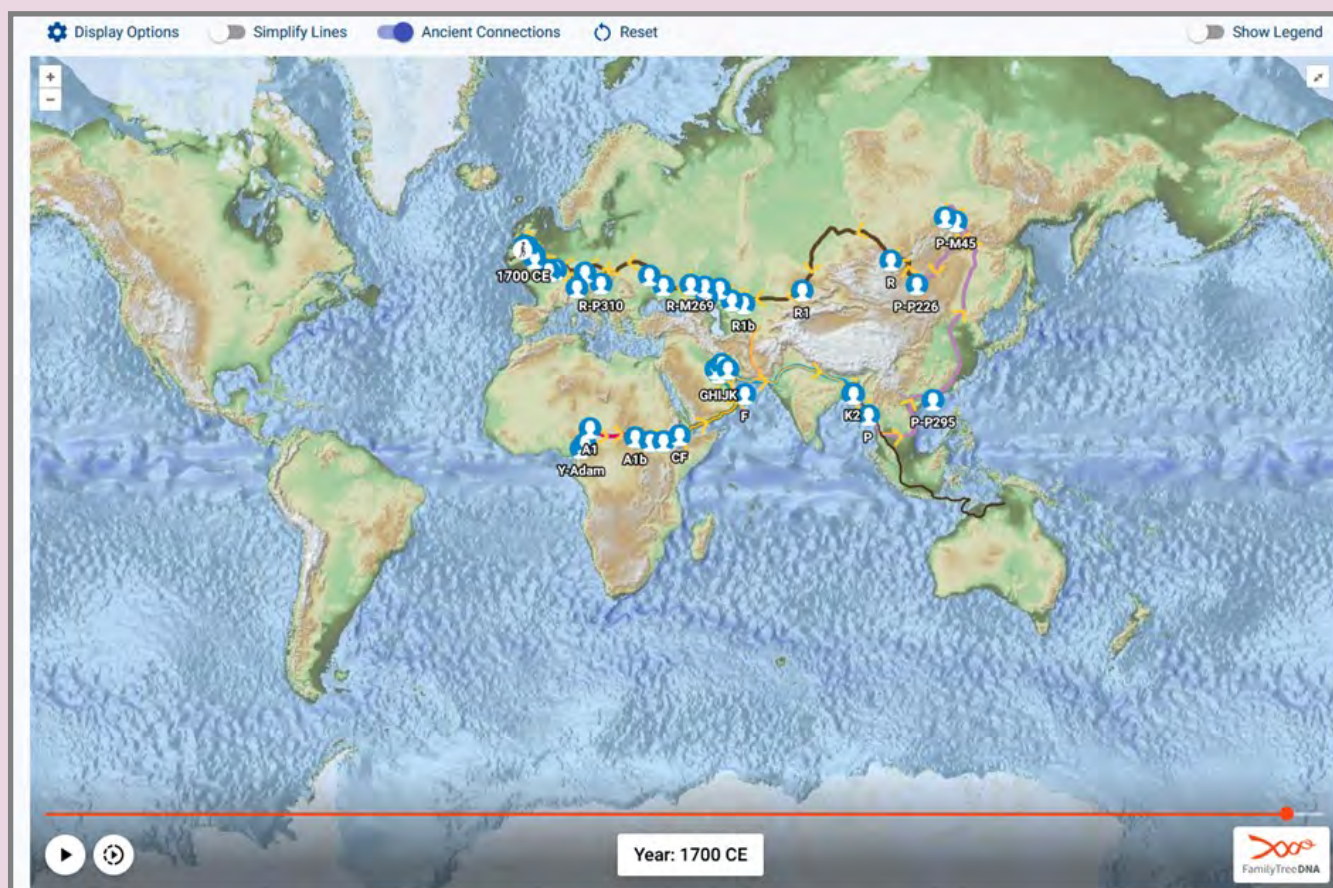 Display Options Simplify Lines Ancient Connections Reset Show Legend
+
−
P-M45
1700 CE
R
R-P310
R-M269
R1
P-P226
R1b
GHIJK
F
K2
P-P295
P
A1
A1b
CF
Y-Adam
Year: 1700 CE
FamilyTreeDNA